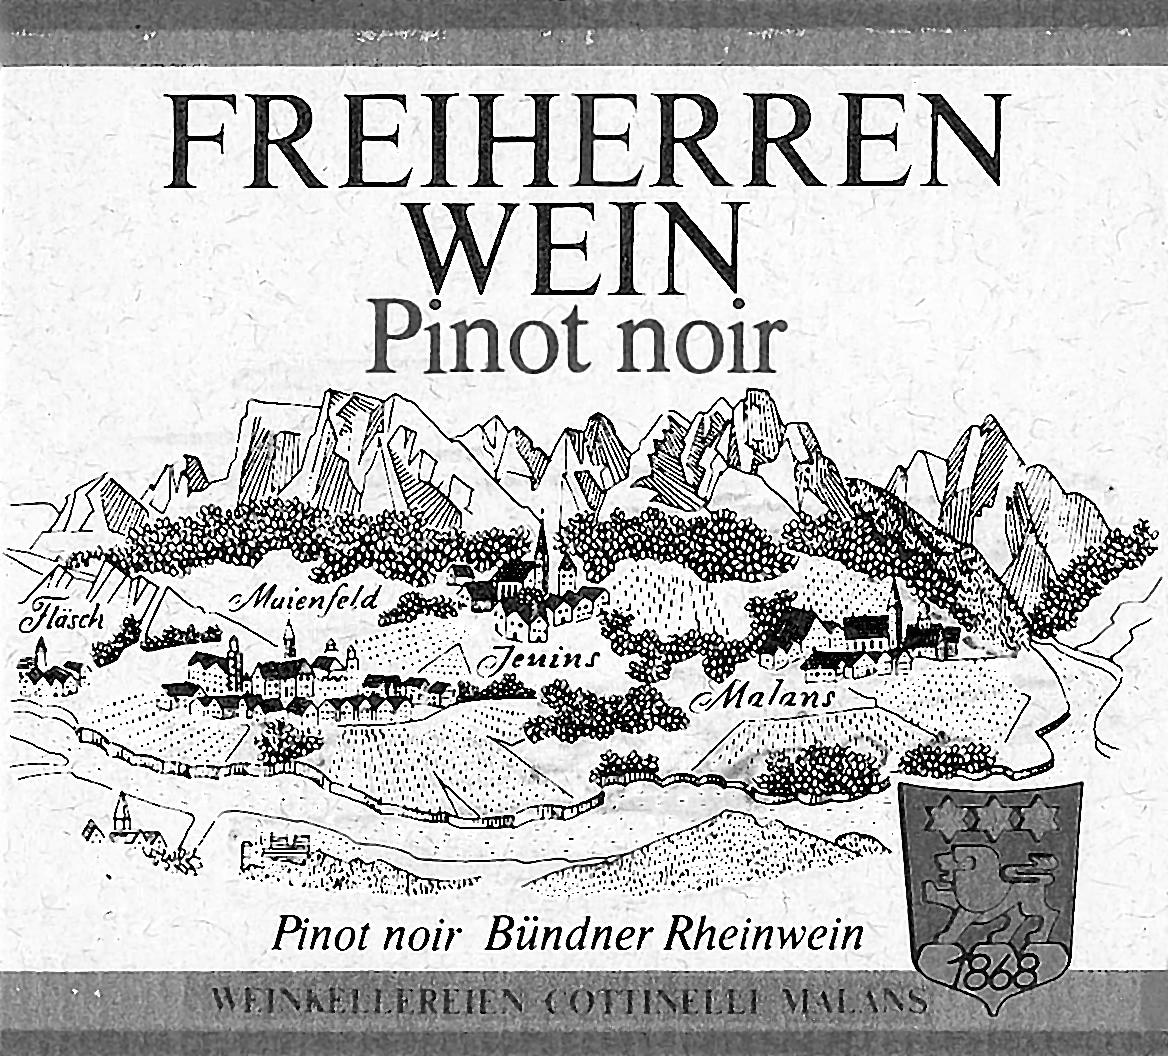 FREIHERREN
WEIN
Pinot noir
Fläsch
Maienfeld
Jenins
Malans
Pinot noir Bündner Rheinwein
1868
WEINKELLEREIEN COTTINELLI MALANS